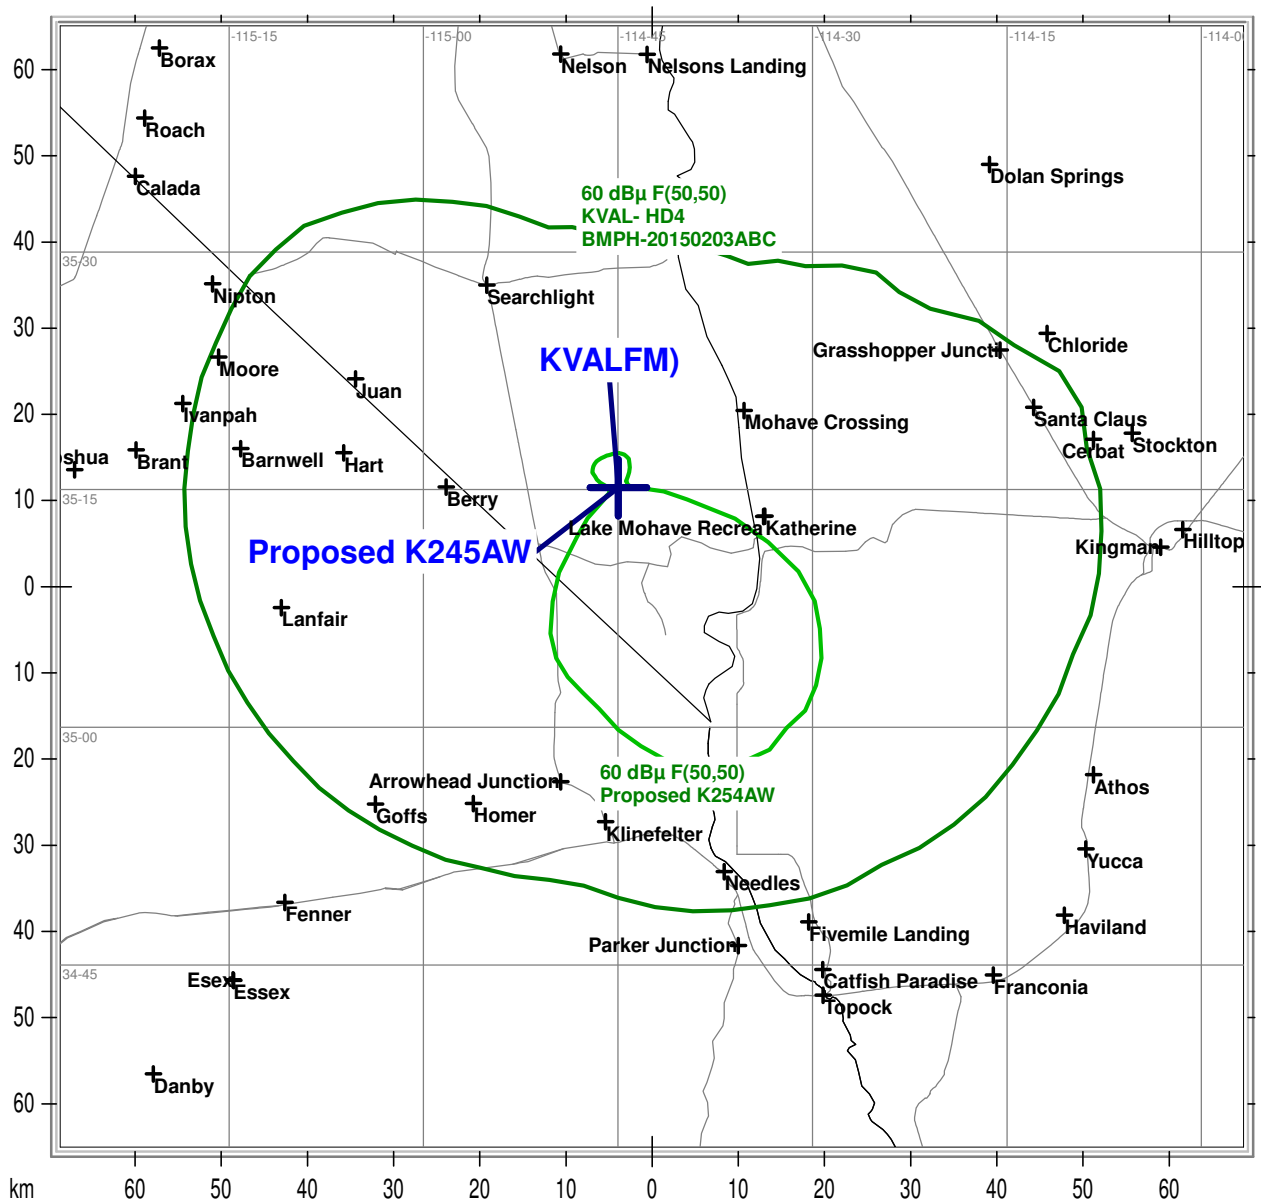 -115-15
-115-00
-114-45
-114-30
-114-15
-114-0
60
Borax
Nelson
Nelsons Landing
Roach
50
Calada
Dolan Springs
60 dBµ F(50,50)
KVAL- HD4
BMPH-20150203ABC
40
35-30
Nipton
Searchlight
30
Grasshopper Juncti
Chloride
KVALFM)
Moore
Juan
20
Ivanpah
Mohave Crossing
Santa Claus
Cerbat
Stockton
oshua
Brant
Barnwell
Hart
10
35-15
Berry
Lake Mohave Recrea
Katherine
Kingman
Hilltop
Proposed K245AW
0
Lanfair
10
35-00
20
60 dBµ F(50,50)
Proposed K254AW
Arrowhead Junction
Athos
Goffs
Homer
Klinefelter
30
Yucca
Needles
Fenner
40
Haviland
Fivemile Landing
Parker Junction
34-45
Esex
Essex
Catfish Paradise
Franconia
50
Topock
Danby
60
km
60
50
40
30
20
10
0
10
20
30
40
50
60